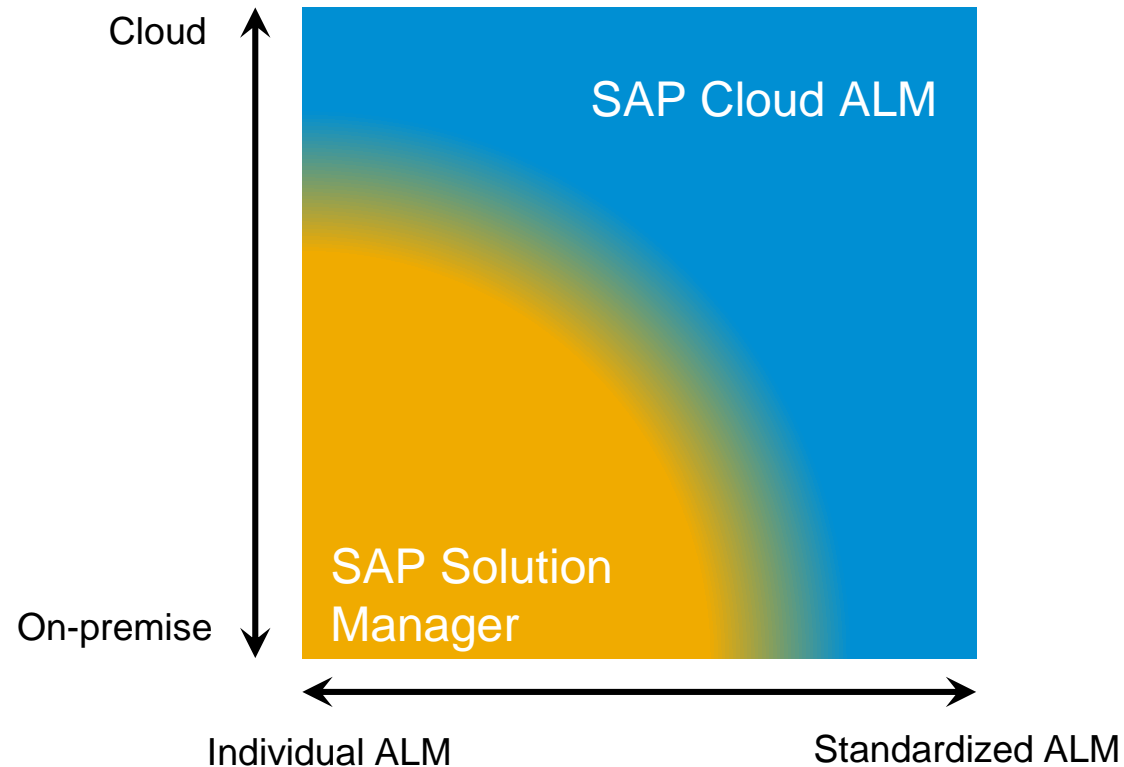 Cloud
SAP Cloud ALM
SAP Solution
Manager
On-premise
Individual ALM
Standardized ALM